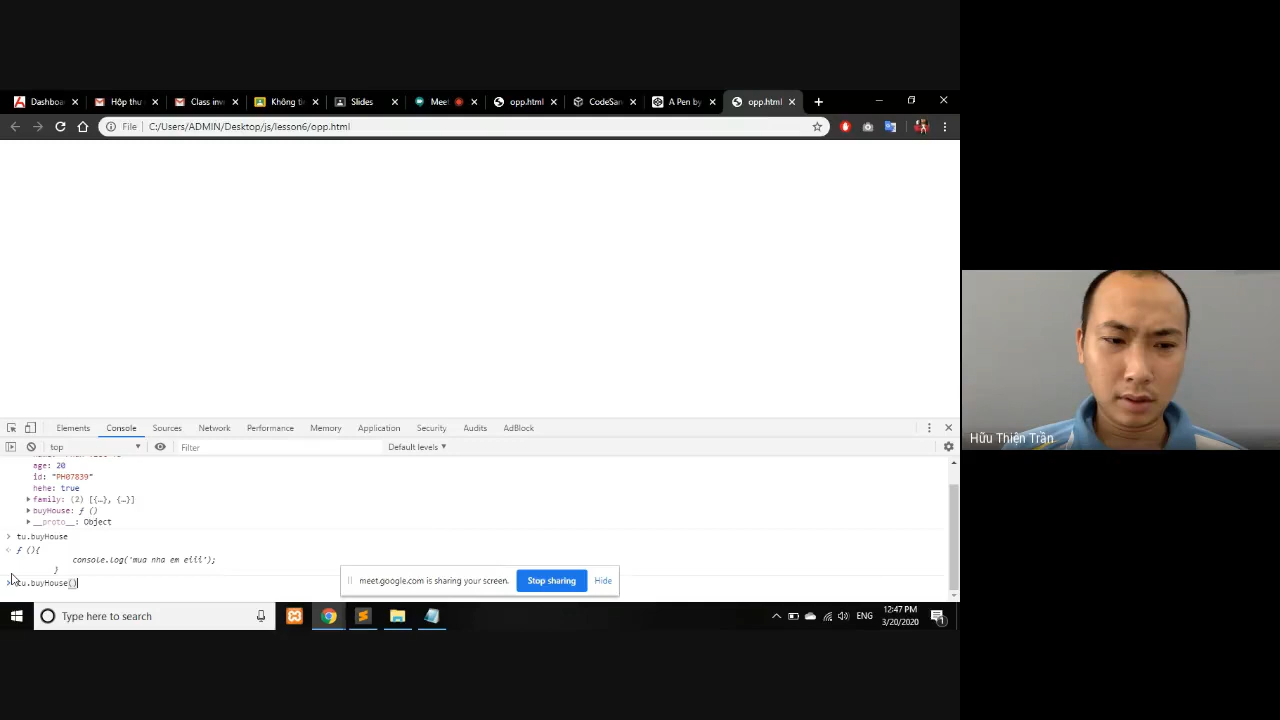 Dashboa
Hộp thư
Class inv
Không ti
Slides
Meet
opp.html
CodeSan
A Pen by
opp.html
File C:/Users/ADMIN/Desktop/js/lesson6/opp.html
Elements Console Sources Network Performance Memory Application Security Audits AdBlock
top Filter Default levels
age: 20
id: "PH07839"
hehe: true
family: (2) [{…}, {…}]
buyHouse: ƒ ()
__proto__: Object
tu.buyHouse
ƒ (){
console.log('mua nha em eiii');
}
tu.buyHouse()
meet.google.com is sharing your screen. Stop sharing Hide
Type here to search
ENG
12:47 PM
3/20/2020
1
Hữu Thiện Trần